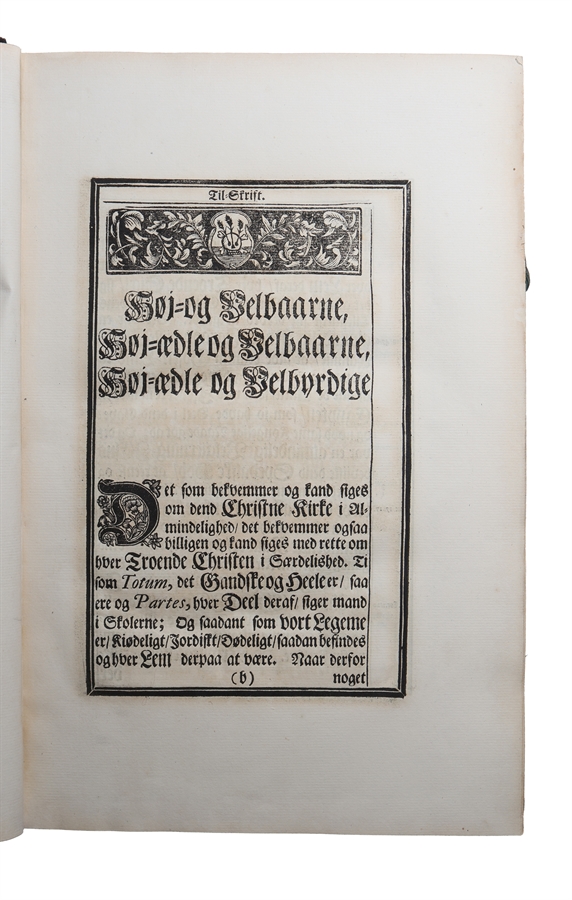 Til-Skrift.
Høj-og Velbaarne,
Høj-ædle og Velbaarne,
Høj-ædle og Velbyrdige
Det som bekvemmer og kand siges
om dend Christne Kirke i Al-
mindelighed/ det bekvemmer ogsaa
billigen og kand siges med rette om
hver Troende Christen i Særdelished. Ti
som Totum, det Gandske og Heele er/ saa
ere og Partes, hver Deel deraf/ siger mand
i Skolerne; Og saadant som vort Legeme
er/ Kiødeligt/ Jordiskt/ Dødeligt/ saadan befindes
og hver Lem derpaa at være. Naar derfor
(b) noget